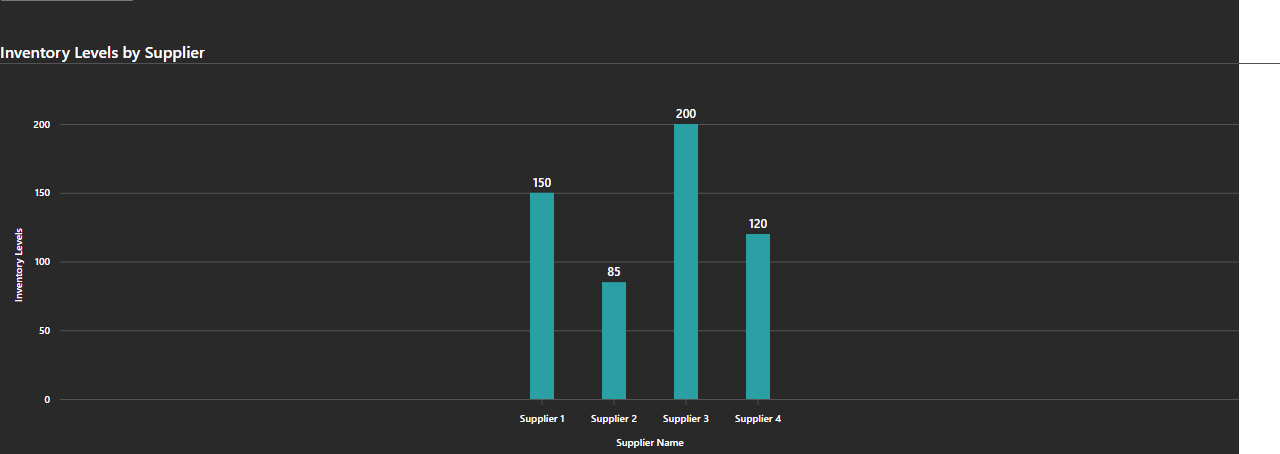 Inventory Levels by Supplier
200
200
150
150
120
Inventory Levels
100
85
50
0
Supplier 1 Supplier 2 Supplier 3 Supplier 4
Supplier Name